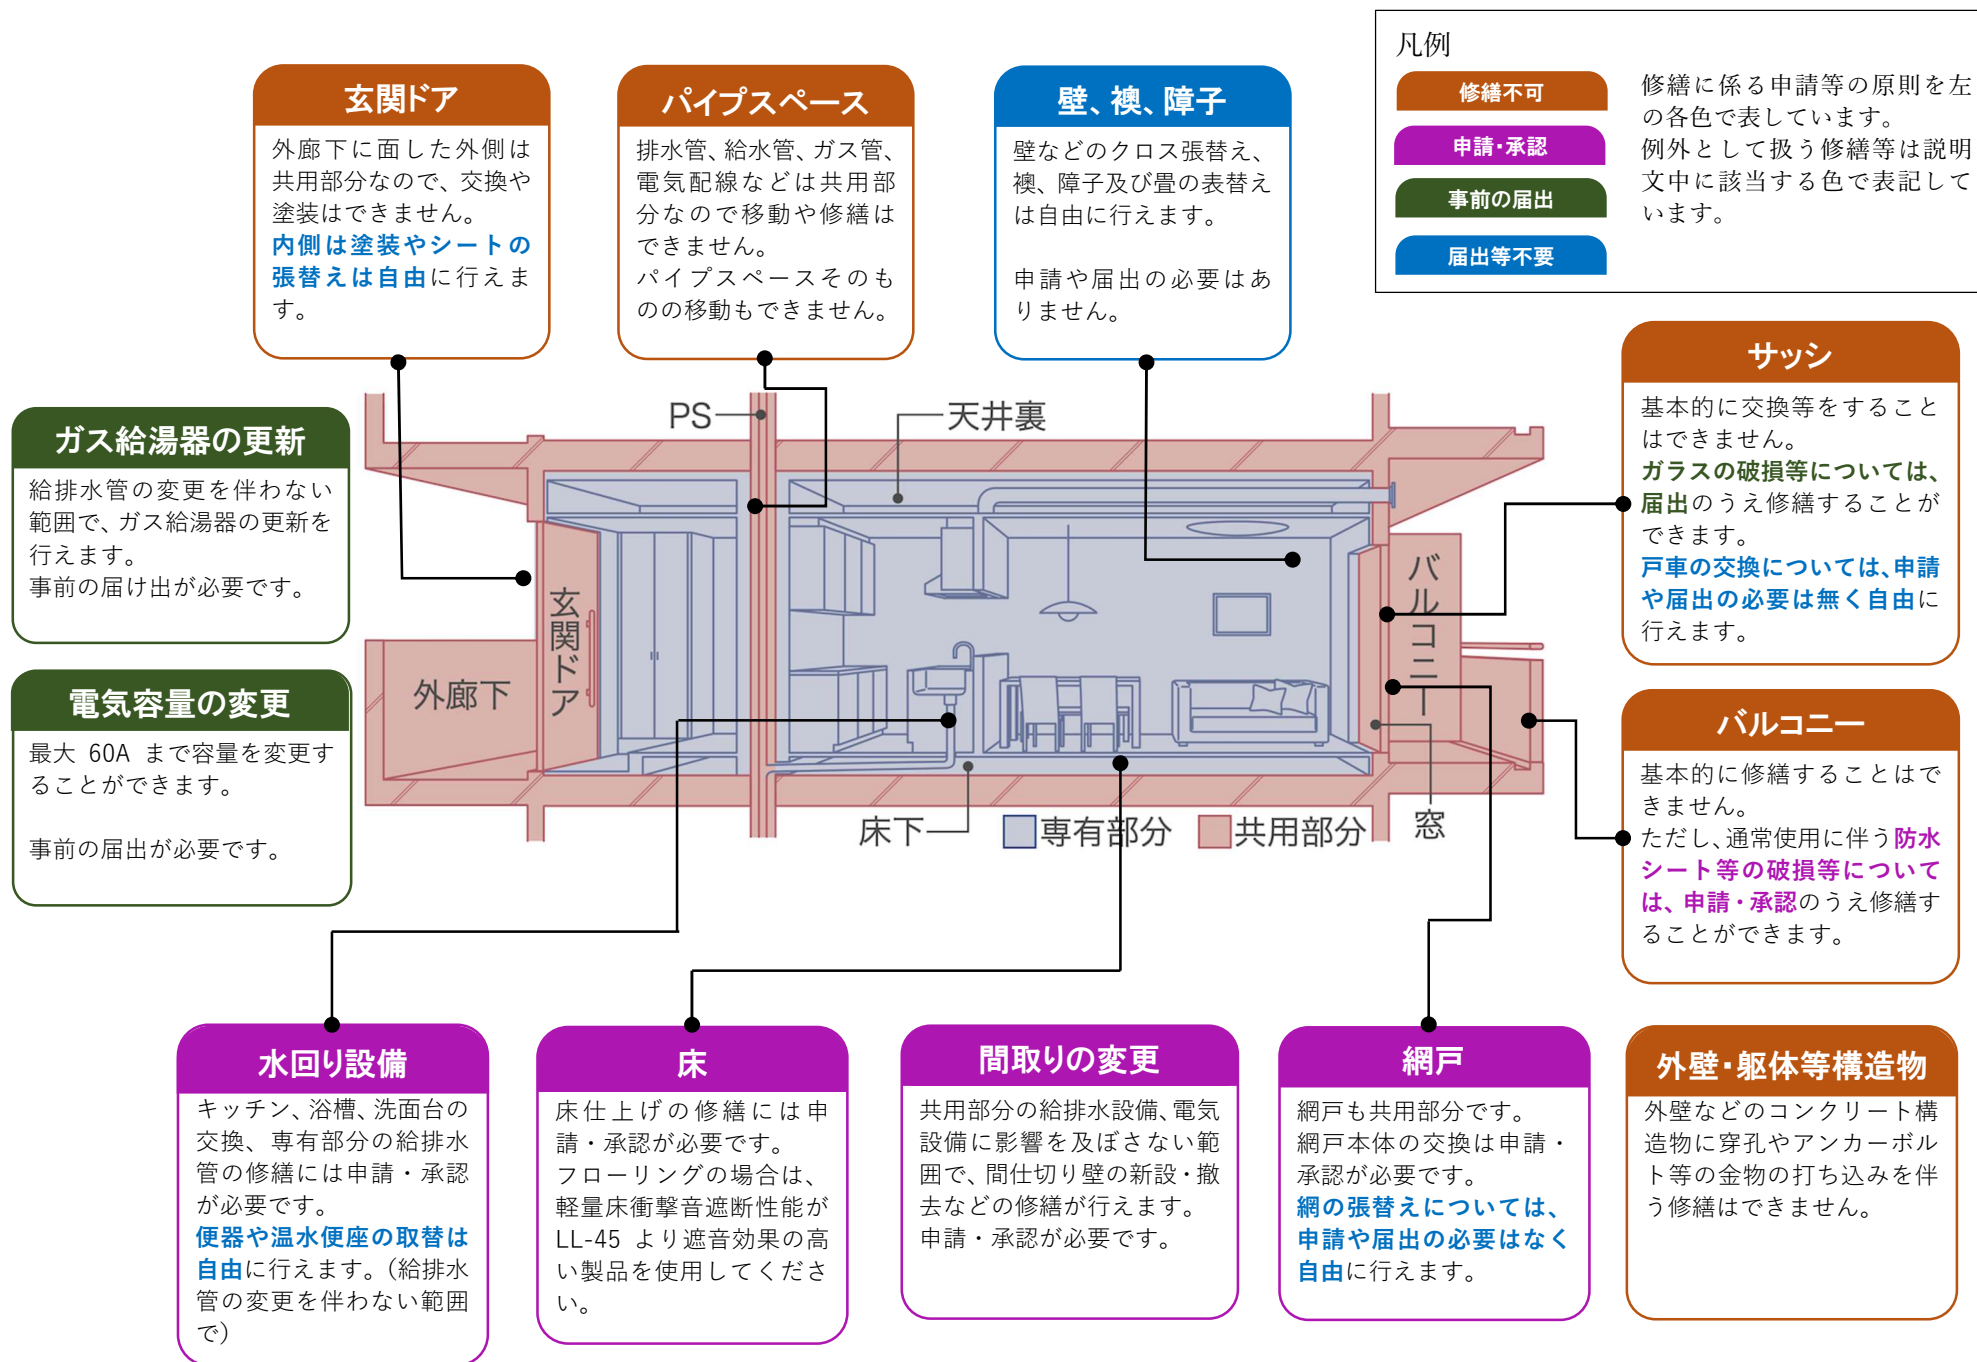 凡例
修繕不可
申請・承認
事前の届出
届出等不要
修繕に係る申請等の原則を左
の各色で表しています。
例外として扱う修繕等は説明
文中に該当する色で表記して
います。
玄関ドア
外廊下に面した外側は
共用部分なので、交換や
塗装はできません。
内側は塗装やシートの
張替えは自由に行えま
す。
パイプスペース
排水管、給水管、ガス管、
電気配線などは共用部
分なので移動や修繕は
できません。
パイプスペースそのも
のの移動もできません。
壁、襖、障子
壁などのクロス張替え、
襖、障子及び畳の表替え
は自由に行えます。
申請や届出の必要はあ
りません。
サッシ
基本的に交換等をすること
はできません。
ガラスの破損等については、
届出のうえ修繕することが
できます。
戸車の交換については、申請
や届出の必要は無く自由に
行えます。
ガス給湯器の更新
給排水管の変更を伴わない
範囲で、ガス給湯器の更新を
行えます。
事前の届け出が必要です。
電気容量の変更
最大 60A まで容量を変更す
ることができます。
事前の届出が必要です。
PS
天井裏
玄関ドア
外廊下
バルコニー
床下
専有部分
共用部分
窓
バルコニー
基本的に修繕することはで
きません。
ただし、通常使用に伴う防水
シート等の破損等について
は、申請・承認のうえ修繕す
ることができます。
水回り設備
キッチン、浴槽、洗面台の
交換、専有部分の給排水
管の修繕には申請・承認
が必要です。
便器や温水便座の取替は
自由に行えます。（給排水
管の変更を伴わない範囲
で）
床
床仕上げの修繕には申
請・承認が必要です。
フローリングの場合は、
軽量床衝撃音遮断性能が
LL-45 より遮音効果の高
い製品を使用してくださ
い。
間取りの変更
共用部分の給排水設備、電気
設備に影響を及ぼさない範
囲で、間仕切り壁の新設・撤
去などの修繕が行えます。
申請・承認が必要です。
網戸
網戸も共用部分です。
網戸本体の交換は申請・
承認が必要です。
網の張替えについては、
申請や届出の必要はなく
自由に行えます。
外壁・躯体等構造物
外壁などのコンクリート構
造物に穿孔やアンカーボル
ト等の金物の打ち込みを伴
う修繕はできません。